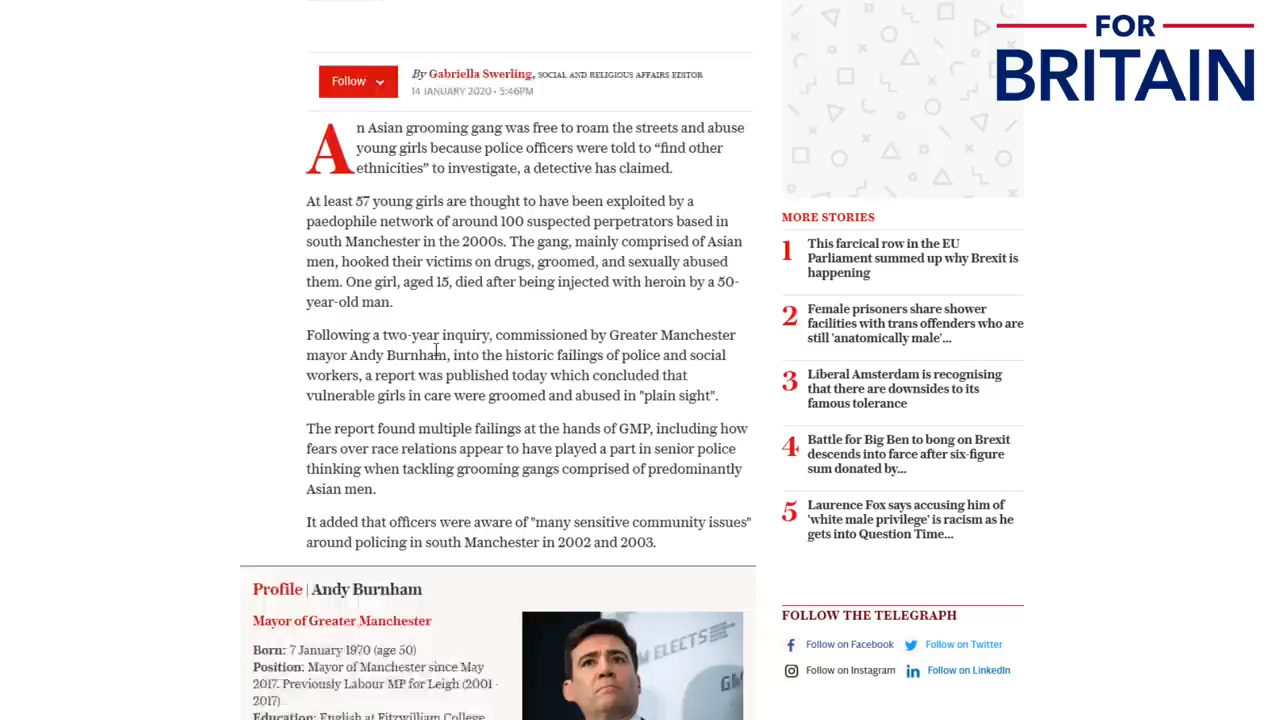 FOR
BRITAIN
Follow
By Gabriella Swerling, SOCIAL AND RELIGIOUS AFFAIRS EDITOR
14 JANUARY 2020 • 5:46PM
An Asian grooming gang was free to roam the streets and abuse
young girls because police officers were told to “find other
ethnicities” to investigate, a detective has claimed.
At least 57 young girls are thought to have been exploited by a
paedophile network of around 100 suspected perpetrators based in
south Manchester in the 2000s. The gang, mainly comprised of Asian
men, hooked their victims on drugs, groomed, and sexually abused
them. One girl, aged 15, died after being injected with heroin by a 50-
year-old man.
Following a two-year inquiry, commissioned by Greater Manchester
mayor Andy Burnham, into the historic failings of police and social
workers, a report was published today which concluded that
vulnerable girls in care were groomed and abused in "plain sight".
The report found multiple failings at the hands of GMP, including how
fears over race relations appear to have played a part in senior police
thinking when tackling grooming gangs comprised of predominantly
Asian men.
It added that officers were aware of "many sensitive community issues"
around policing in south Manchester in 2002 and 2003.
Profile | Andy Burnham
Mayor of Greater Manchester
Born: 7 January 1970 (age 50)
Position: Mayor of Manchester since May
2017. Previously Labour MP for Leigh (2001 -
2017)
Education: English at Fitzwilliam College
M ELECTS
GM
MORE STORIES
1 This farcical row in the EU
Parliament summed up why Brexit is
happening
2 Female prisoners share shower
facilities with trans offenders who are
still 'anatomically male'...
3 Liberal Amsterdam is recognising
that there are downsides to its
famous tolerance
4 Battle for Big Ben to bong on Brexit
descends into farce after six-figure
sum donated by...
5 Laurence Fox says accusing him of
'white male privilege' is racism as he
gets into Question Time...
FOLLOW THE TELEGRAPH
Follow on Facebook
Follow on Twitter
Follow on Instagram
Follow on LinkedIn